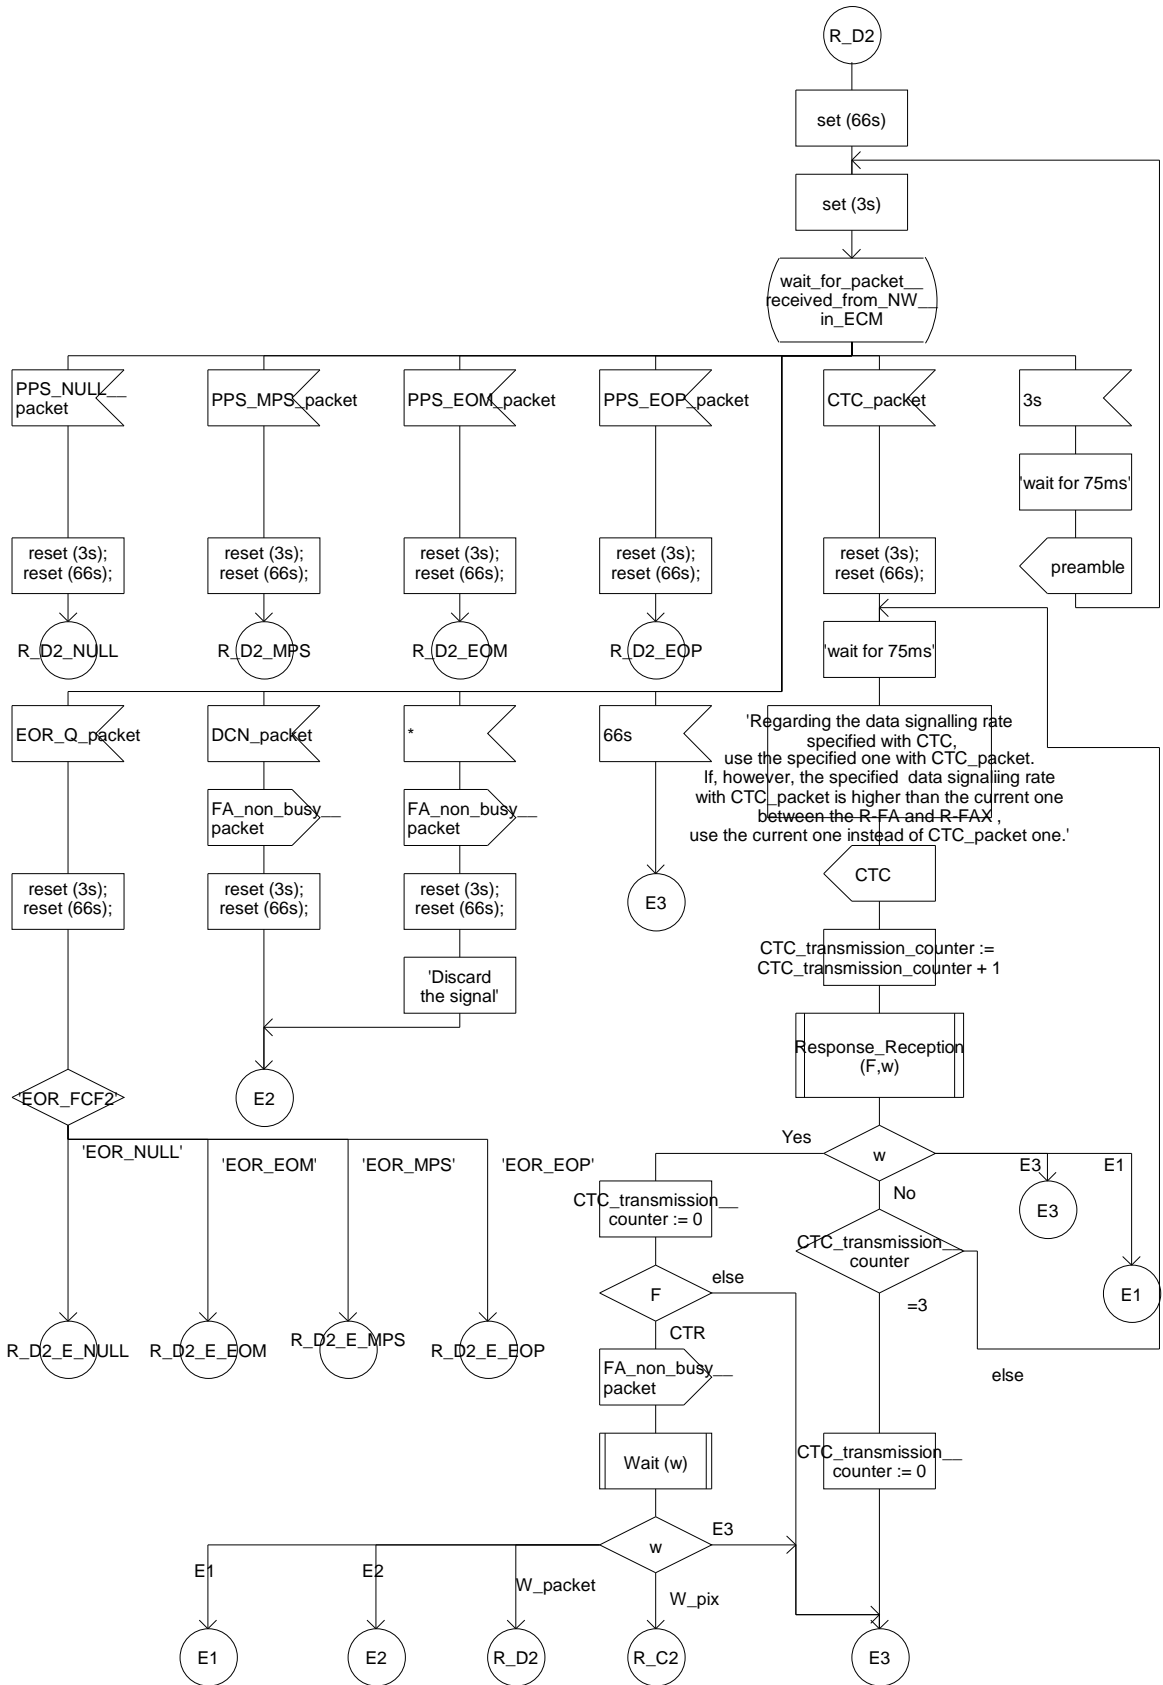 R_D2
set (66s)
set (3s)
wait_for_packet__
received_from_NW__
in_ECM
PPS_NULL__
packet
PPS_MPS_packet
PPS_EOM_packet
PPS_EOP_packet
CTC_packet
3s
'wait for 75ms'
reset (3s);
reset (66s);
reset (3s);
reset (66s);
reset (3s);
reset (66s);
reset (3s);
reset (66s);
reset (3s);
reset (66s);
preamble
R_D2_NULL
R_D2_MPS
R_D2_EOM
R_D2_EOP
'wait for 75ms'
EOR_Q_packet
DCN_packet
*
66s
'Regarding the data signalling rate
specified with CTC,
use the specified one with CTC_packet.
If, however, the specified  data signaliing rate
with CTC_packet is higher than the current one
between the R-FA and R-FAX ,
use the current one instead of CTC_packet one.'
FA_non_busy__
packet
FA_non_busy__
packet
reset (3s);
reset (66s);
reset (3s);
reset (66s);
reset (3s);
reset (66s);
E3
CTC
CTC_transmission_counter :=
CTC_transmission_counter + 1
'Discard
the signal'
Response_Reception
(F,w)
'EOR_FCF2'
E2
'EOR_NULL'
'EOR_EOM'
'EOR_MPS'
'EOR_EOP'
Yes
w
E3
E1
No
CTC_transmission__
counter := 0
E3
CTC_transmission__
counter
else
F
=3
E1
CTR
R_D2_E_NULL
R_D2_E_EOM
R_D2_E_MPS
R_D2_E_EOP
FA_non_busy__
packet
else
Wait (w)
CTC_transmission__
counter := 0
E3
w
E1
E2
W_packet
W_pix
E1
E2
R_D2
R_C2
E3